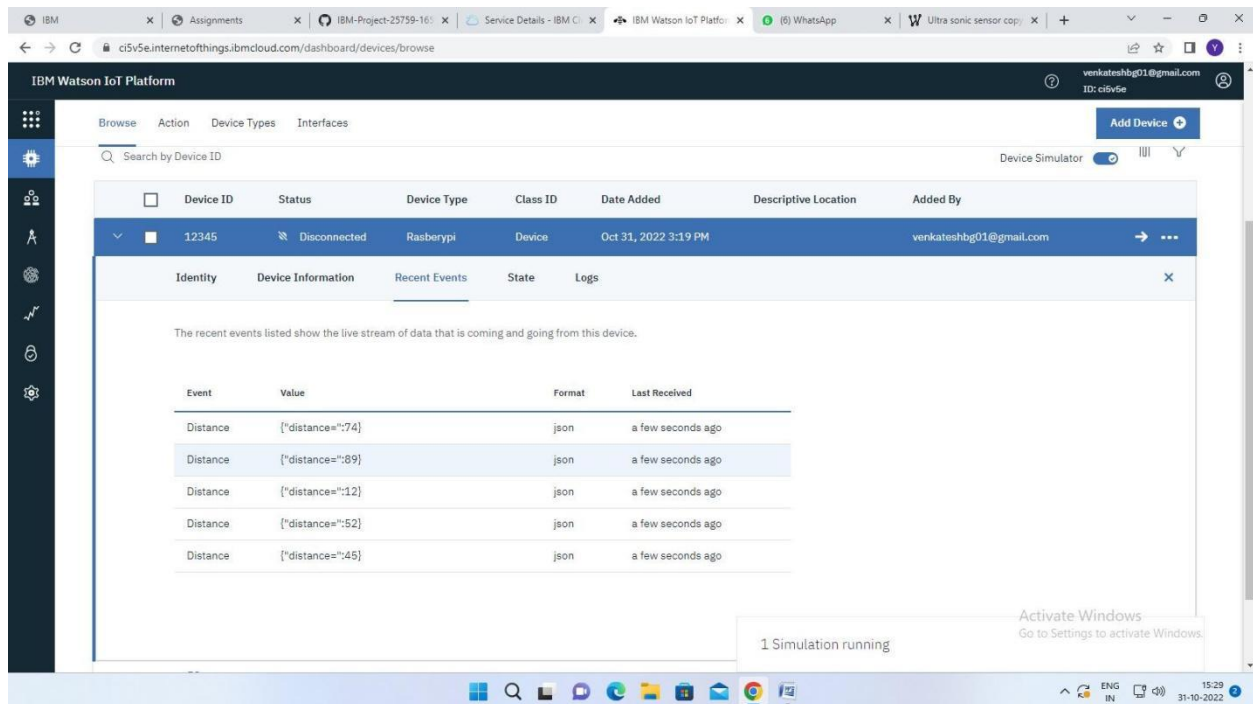 IBM
Assignments
IBM-Project-25759-16
Service Details - IBM Cl
IBM Watson IoT Platfor
(6) WhatsApp
Ultra sonic sensor copy
ci5v5e.internetofthings.ibmcloud.com/dashboard/devices/browse
Y
IBM Watson IoT Platform
venkateshbg01@gmail.com
ID: ci5v5e
Browse Action Device Types Interfaces
Add Device
Search by Device ID
Device Simulator
Device ID Status Device Type Class ID Date Added Descriptive Location Added By
12345 Disconnected Rasberypi Device Oct 31, 2022 3:19 PM venkateshbg01@gmail.com
Identity Device Information Recent Events State Logs
The recent events listed show the live stream of data that is coming and going from this device.
Event Value Format Last Received
Distance {"distance=":74} json a few seconds ago
Distance {"distance=":89} json a few seconds ago
Distance {"distance=":12} json a few seconds ago
Distance {"distance=":52} json a few seconds ago
Distance {"distance=":45} json a few seconds ago
Activate Windows
Go to Settings to activate Windows.
1 Simulation running
ENG
IN
15:29
31-10-2022
2